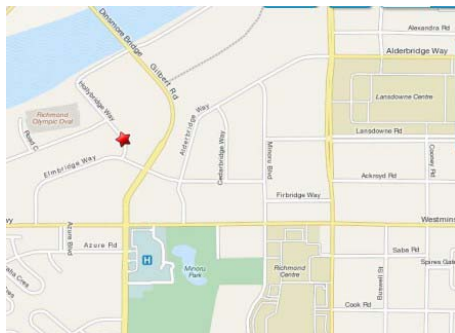 Alexandra Rd
Dinsmore Bridge
Alderbridge Way
Gilbert Rd
Hollybridge Way
Lansdowne Centre
Richmond
Olympic Oval
Alderbridge Way
Lansdowne Rd
Elmbridge Way
Cedarbridge Way
Minoru Blvd
Cooney Rd
Ackroyd Rd
Firbridge Way
Westmins
Azure Blvd
Azure Rd
Saba Rd
H
Minoru
Park
Richmond
Centre
Buswell St
Spires Gate
Cook Rd